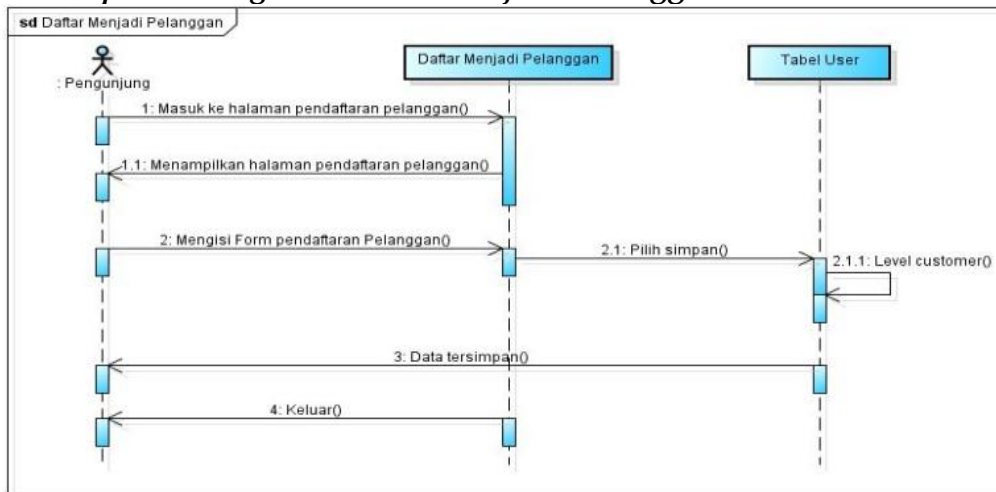 sd Daftar Menjadi Pelanggan
: Pengunjung
Daftar Menjadi Pelanggan
Tabel User
1: Masuk ke halaman pendaftaran pelanggan()
1.1: Menampilkan halaman pendaftaran pelanggan()
2: Mengisi Form pendaftaran Pelanggan()
2.1: Pilih simpan()
2.1.1: Level customer()
3: Data tersimpan()
4: Keluar()